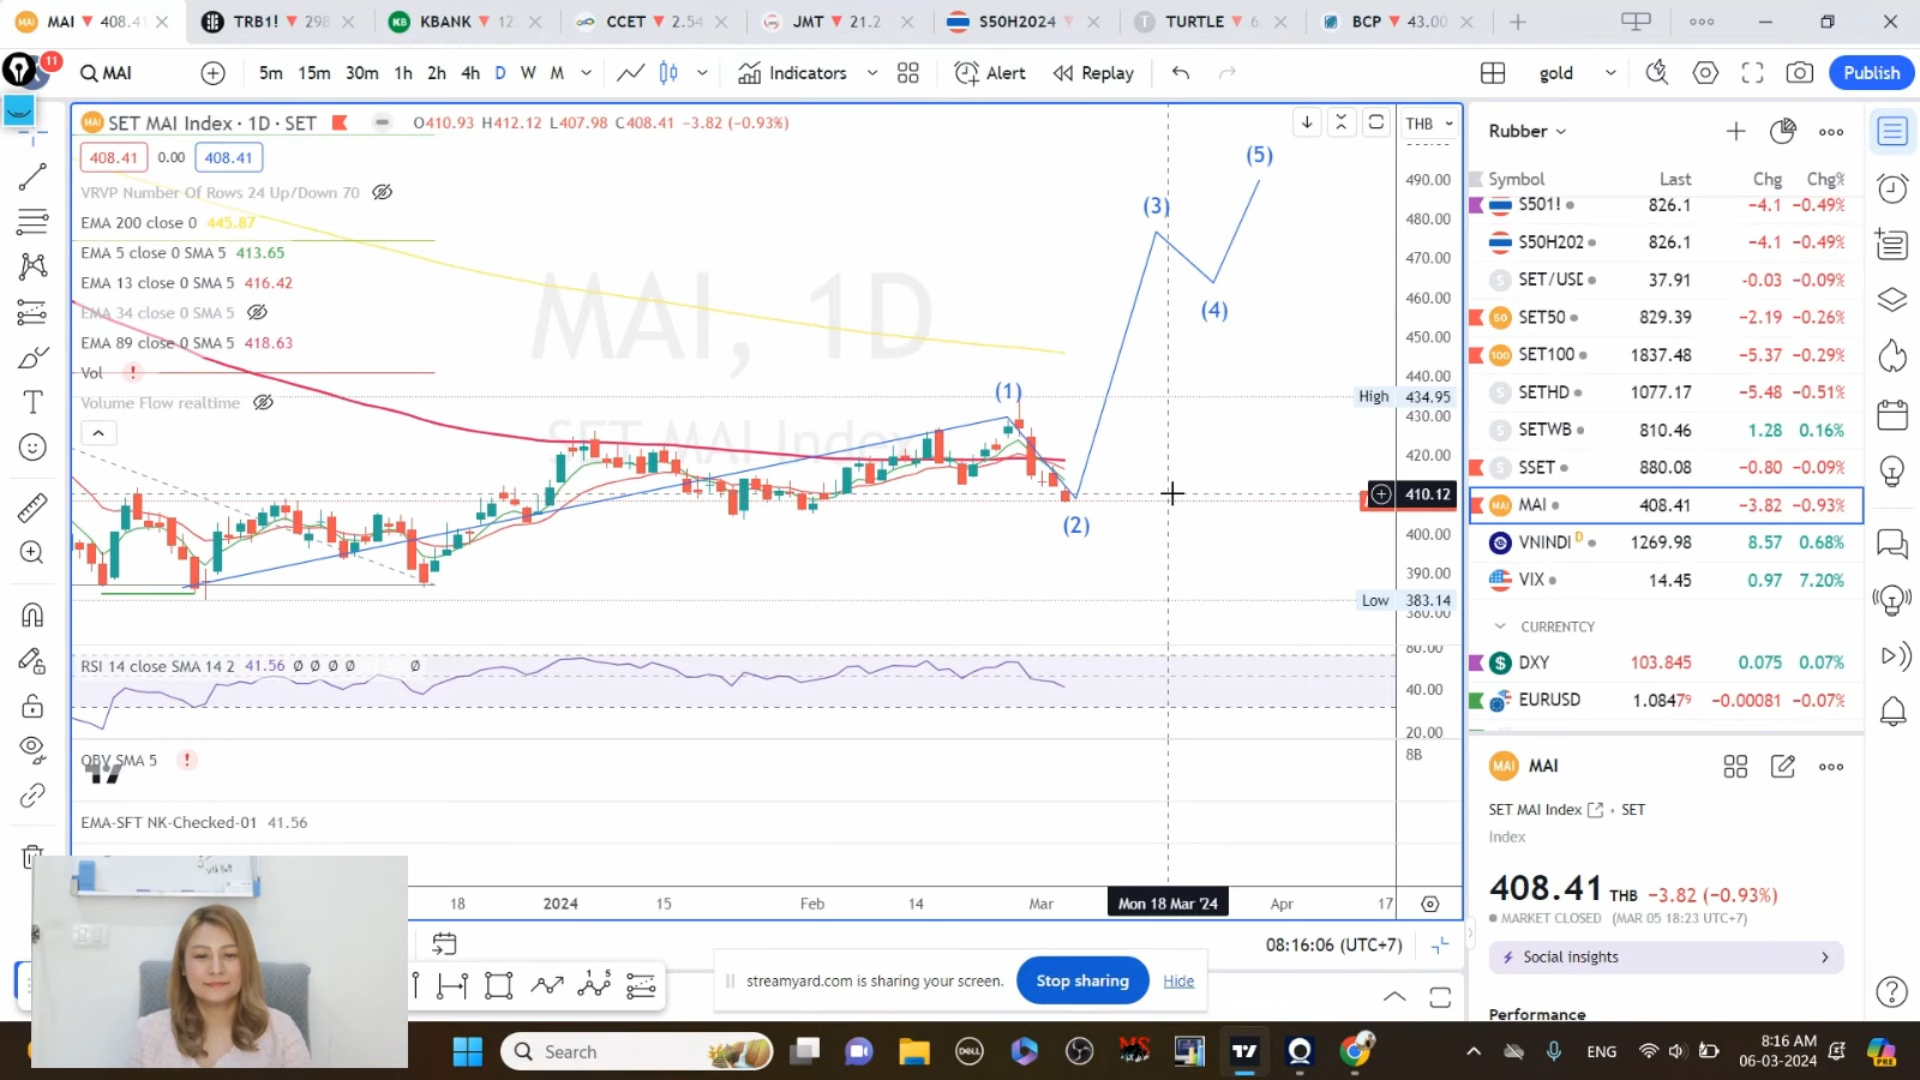 MAI ▼ 408.41
TRB1! ▼ 298
KBANK ▼ 12
CCET ▼ 2.54
JMT ▼ 21.2
S50H2024
TURTLE ▼ 6.
BCP ▼ 43.00
11
MAI
5m 15m 30m 1h 2h 4h D W M
Indicators
Alert
Replay
gold
Publish
SET MAI Index · 1D · SET
O410.93 H412.12 L407.98 C408.41 −3.82 (−0.93%)
THB
408.41 0.00 408.41
VRVP Number Of Rows 24 Up/Down 70
EMA 200 close 0 445.87
EMA 5 close 0 SMA 5 413.65
EMA 13 close 0 SMA 5 416.42
EMA 34 close 0 SMA 5
EMA 89 close 0 SMA 5 418.63
Vol !
Volume Flow realtime
MAI, 1D
SET MAI Index
(1)
(2)
(3)
(4)
(5)
490.00
480.00
470.00
460.00
450.00
440.00
High 434.95
430.00
420.00
410.12
400.00
390.00
Low 383.14
380.00
RSI 14 close SMA 14 2 41.56 Ø Ø Ø Ø Ø
60.00
40.00
20.00
OBV SMA 5 !
8B
EMA-SFT NK-Checked-01 41.56
18 2024 15 Feb 14 Mar Mon 18 Mar '24 Apr 17
08:16:06 (UTC+7)
streamyard.com is sharing your screen. Stop sharing Hide
Rubber
Symbol Last Chg Chg%
S501! 826.1 −4.1 −0.49%
S50H202 826.1 −4.1 −0.49%
SET/USD 37.91 -0.03 −0.09%
SET50 829.39 −2.19 −0.26%
SET100 1837.48 −5.37 −0.29%
SETHD 1077.17 −5.48 −0.51%
SETWB 810.46 1.28 0.16%
SSET 880.08 −0.80 −0.09%
MAI 408.41 −3.82 −0.93%
VNINDI D 1269.98 8.57 0.68%
VIX 14.45 0.97 7.20%
CURRENTCY
DXY 103.845 0.075 0.07%
EURUSD 1.08479 −0.00081 −0.07%
MAI
SET MAI Index · SET
Index
408.41 THB −3.82 (−0.93%)
MARKET CLOSED (MAR 05 18:23 UTC+7)
Social insights
Performance
Search
DELL
ENG
8:16 AM
06-03-2024
PRE